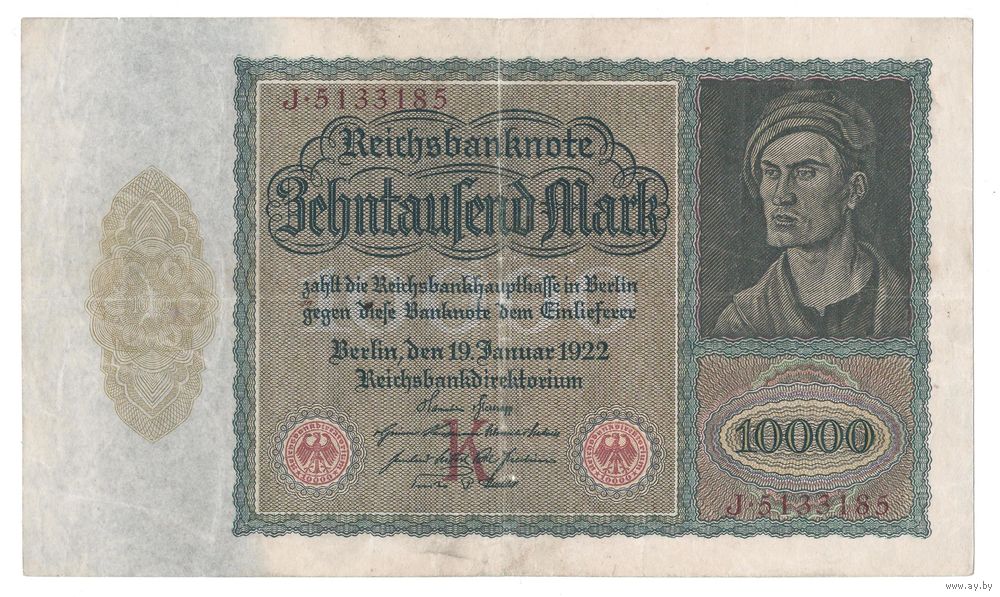 J·5133185
Reichsbanknote
Zehntausend Mark
10000
zahlt die Reichsbankhauptkasse in Berlin
gegen diese Banknote dem Einlieferer
Berlin, den 19. Januar 1922
Reichsbankdirektorium
K
10000
J·5133185
www.ay.by